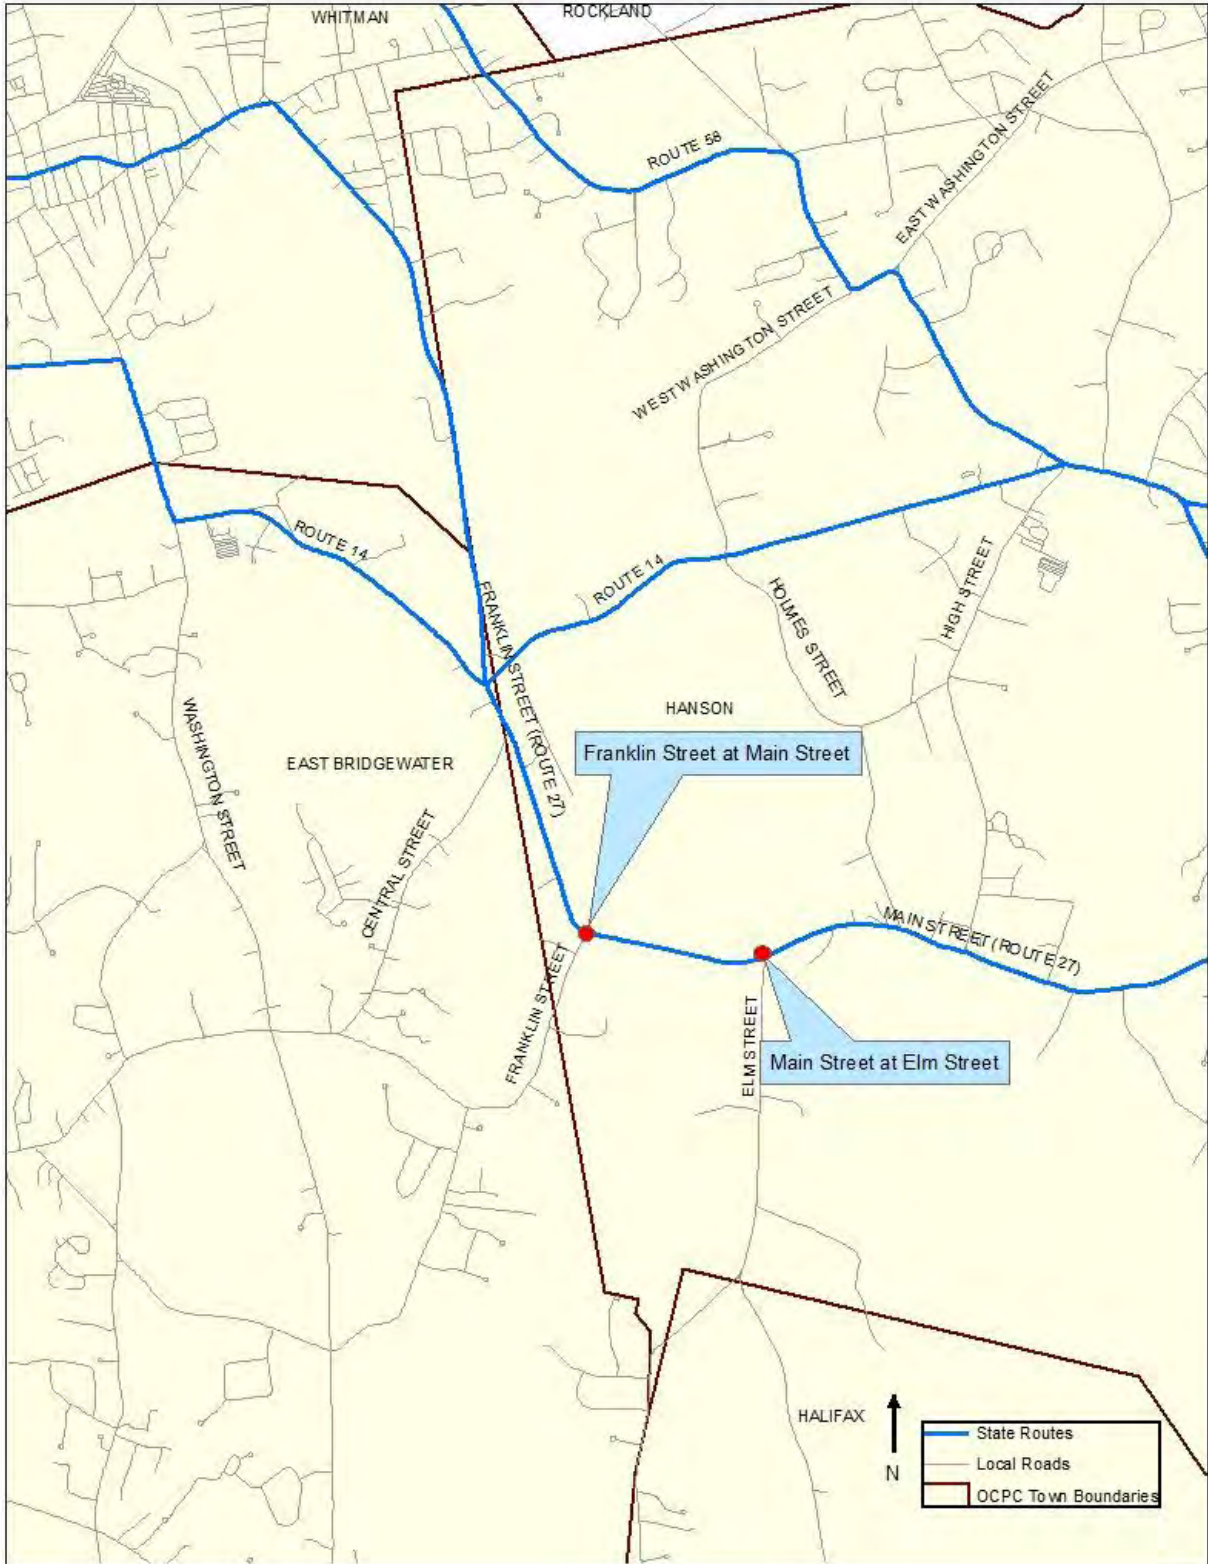 WHITMAN
ROCKLAND
ROUTE 58
EAST WASHINGTON STREET
WEST WASHINGTON STREET
ROUTE 14
ROUTE 14
FRANKLIN STREET (ROUTE 27)
HOLMES STREET
HIGH STREET
WASHINGTON STREET
HANSON
Franklin Street at Main Street
EAST BRIDGEWATER
CENTRAL STREET
MAIN STREET (ROUTE 27)
FRANKLIN STREET
ELM STREET
Main Street at Elm Street
HALIFAX
N
State Routes
Local Roads
OCPC Town Boundaries